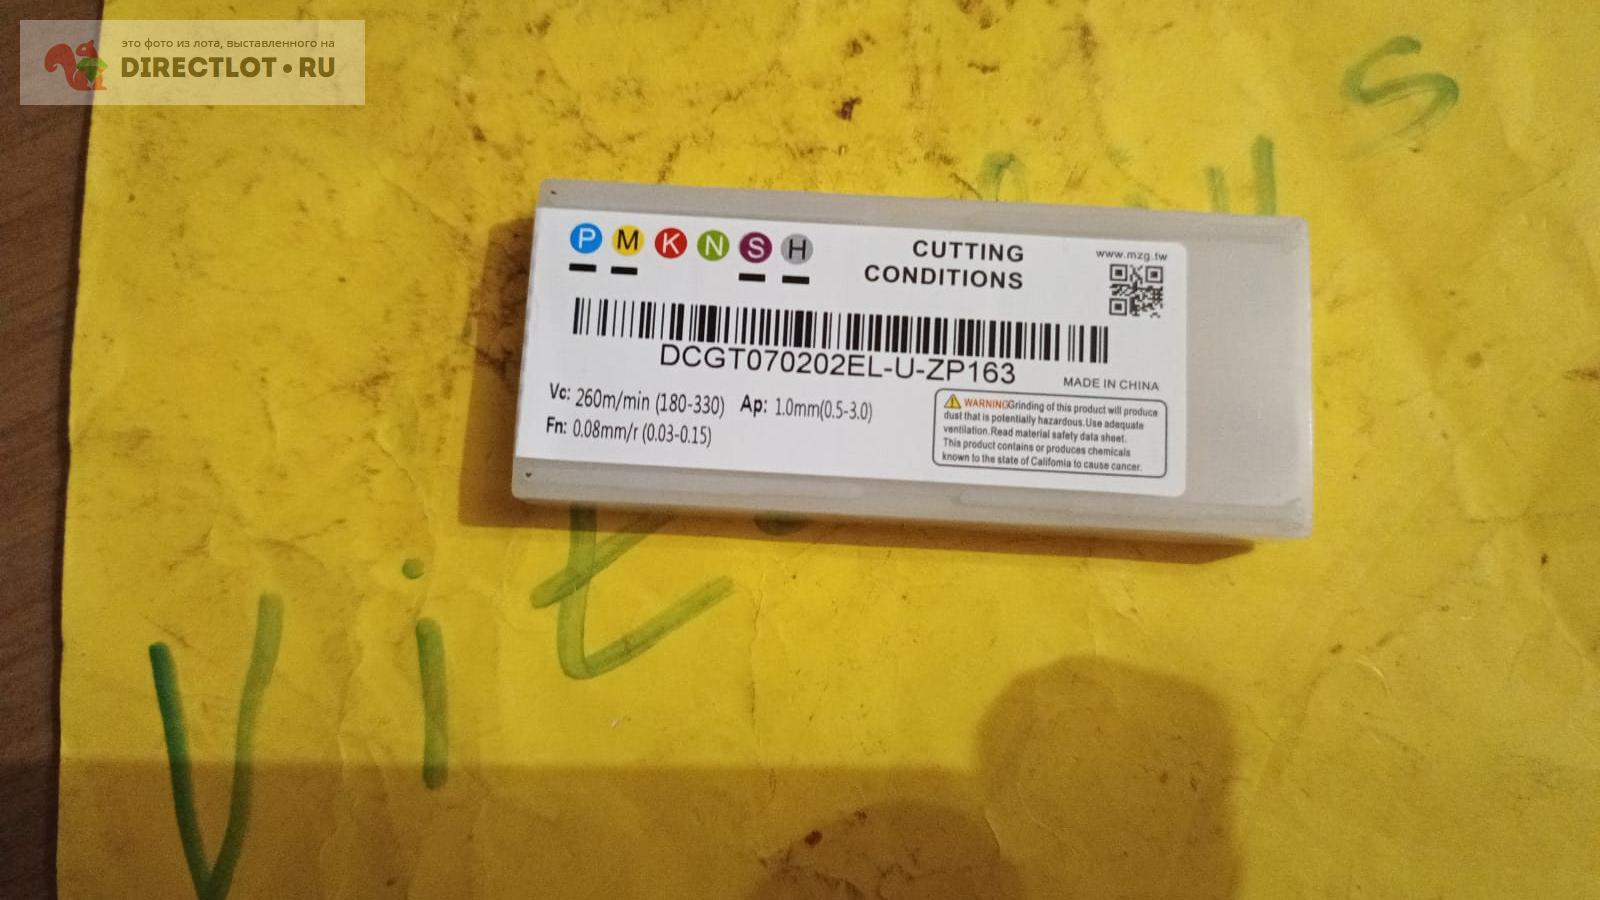 это фото из лота, выставленного на
DIRECTLOT•RU
S
P M K N S H
CUTTING
CONDITIONS
www.mzg.tw
DCGT070202EL-U-ZP163
MADE IN CHINA
Vc: 260m/min (180-330) Ap: 1.0mm(0.5-3.0)
Fn: 0.08mm/r (0.03-0.15)
WARNING Grinding of this product will produce
dust that is potentially hazardous.Use adequate
ventilation.Read material safety data sheet.
This product contains or produces chemicals
known to the state of California to cause cancer.
Vit